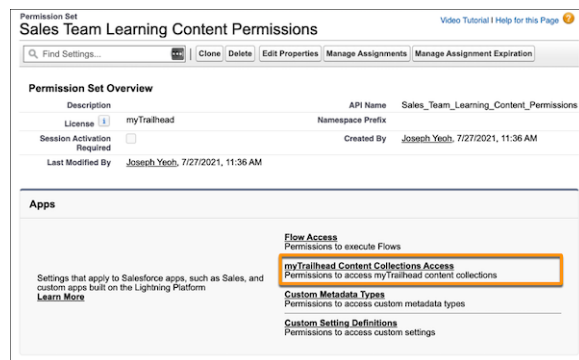 Permission Set
Sales Team Learning Content Permissions
Video Tutorial | Help for this Page ?
Find Settings...
Clone Delete Edit Properties Manage Assignments Manage Assignment Expiration
Permission Set Overview
Description API Name Sales_Team_Learning_Content_Permissions
License i myTrailhead Namespace Prefix
Session Activation Required Created By Joseph Yeoh, 7/27/2021, 11:36 AM
Last Modified By Joseph Yeoh, 7/27/2021, 11:36 AM
Apps
Settings that apply to Salesforce apps, such as Sales, and
custom apps built on the Lightning Platform
Learn More
Flow Access
Permissions to execute Flows
myTrailhead Content Collections Access
Permissions to access myTrailhead content collections
Custom Metadata Types
Permissions to access custom metadata types
Custom Setting Definitions
Permissions to access custom settings